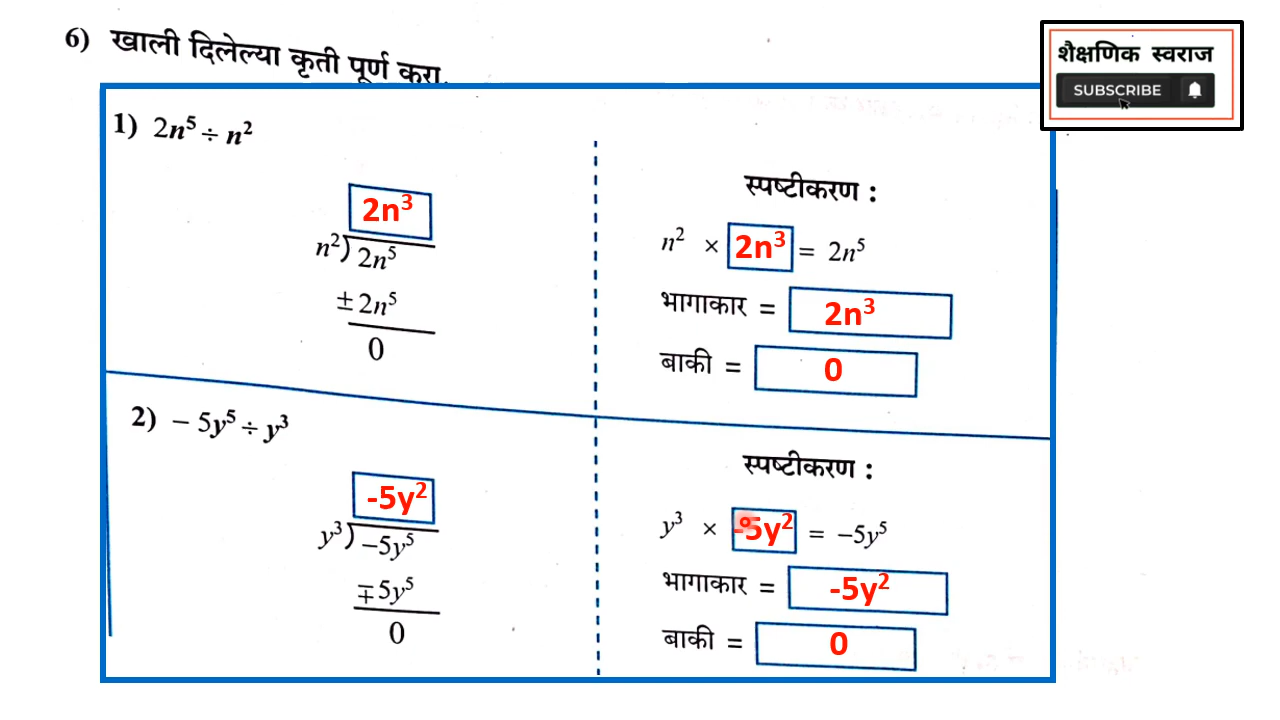 6) खाली दिलेल्या कृती पूर्ण करा.
शैक्षणिक स्वराज
SUBSCRIBE
1) 2n⁵ ÷ n²
2n³
n²) 2n⁵
± 2n⁵
0
स्पष्टीकरण :
n² × 2n³ = 2n⁵
भागाकार = 2n³
बाकी = 0
2) – 5y⁵ ÷ y³
-5y²
y³) –5y⁵
∓ 5y⁵
0
स्पष्टीकरण :
y³ × -5y² = –5y⁵
भागाकार = -5y²
बाकी = 0